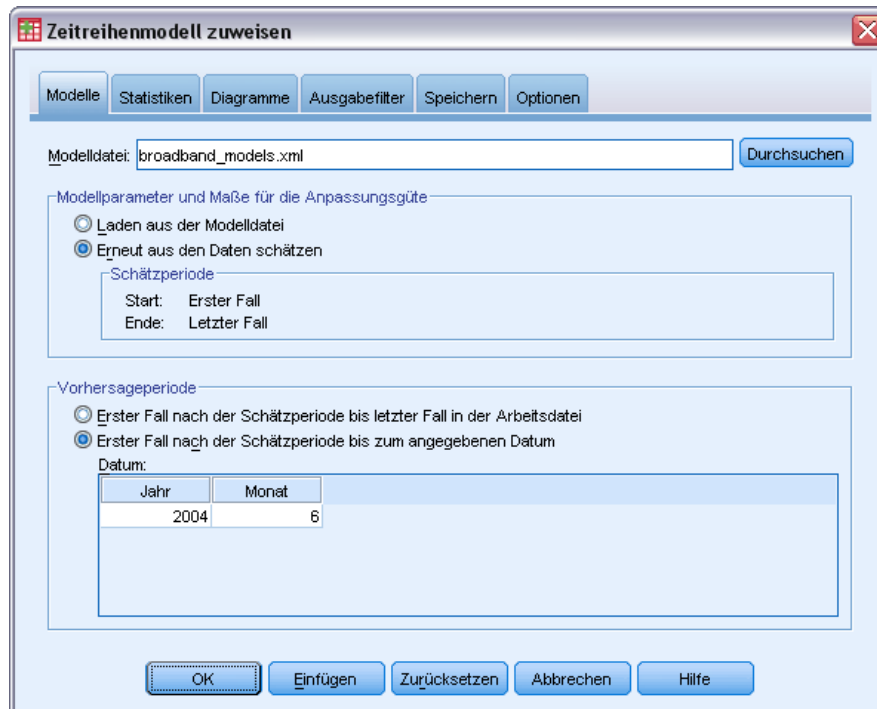 Zeitreihenmodell zuweisen
Modelle Statistiken Diagramme Ausgabefilter Speichern Optionen
Modelldatei: broadband_models.xml Durchsuchen
Modellparameter und Maße für die Anpassungsgüte
Laden aus der Modelldatei
Erneut aus den Daten schätzen
Schätzperiode
Start: Erster Fall
Ende: Letzter Fall
Vorhersageperiode
Erster Fall nach der Schätzperiode bis letzter Fall in der Arbeitsdatei
Erster Fall nach der Schätzperiode bis zum angegebenen Datum
Datum:
Jahr Monat
2004 6
OK Einfügen Zurücksetzen Abbrechen Hilfe